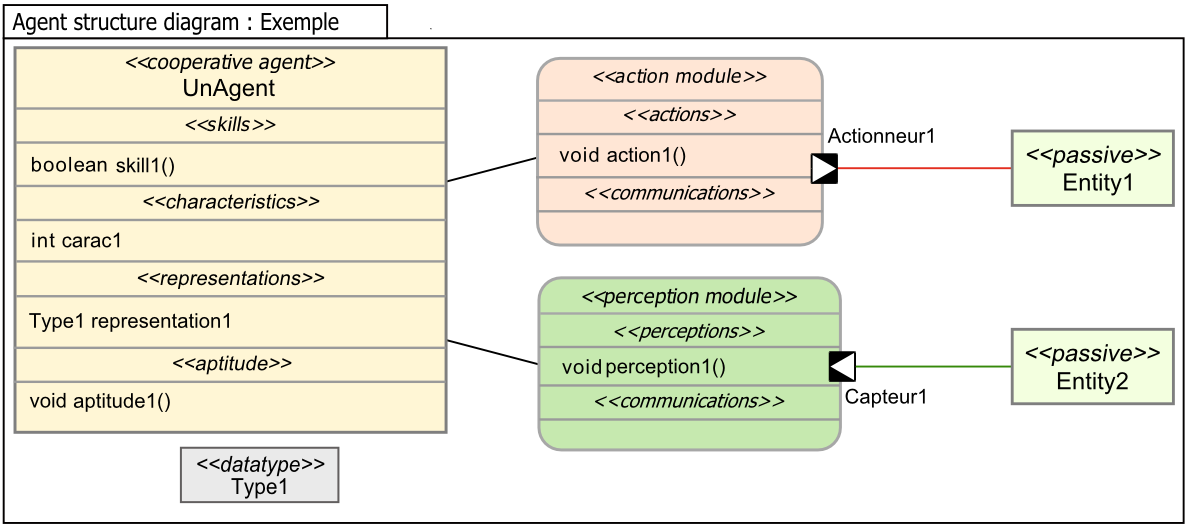 Agent structure diagram : Exemple
<<cooperative agent>>
UnAgent
<<skills>>
boolean skill1()
<<characteristics>>
int carac1
<<representations>>
Type1 representation1
<<aptitude>>
void aptitude1()
<<datatype>>
Type1
<<action module>>
<<actions>>
void action1()
<<communications>>
Actionneur1
<<passive>>
Entity1
<<perception module>>
<<perceptions>>
void perception1()
<<communications>>
Capteur1
<<passive>>
Entity2